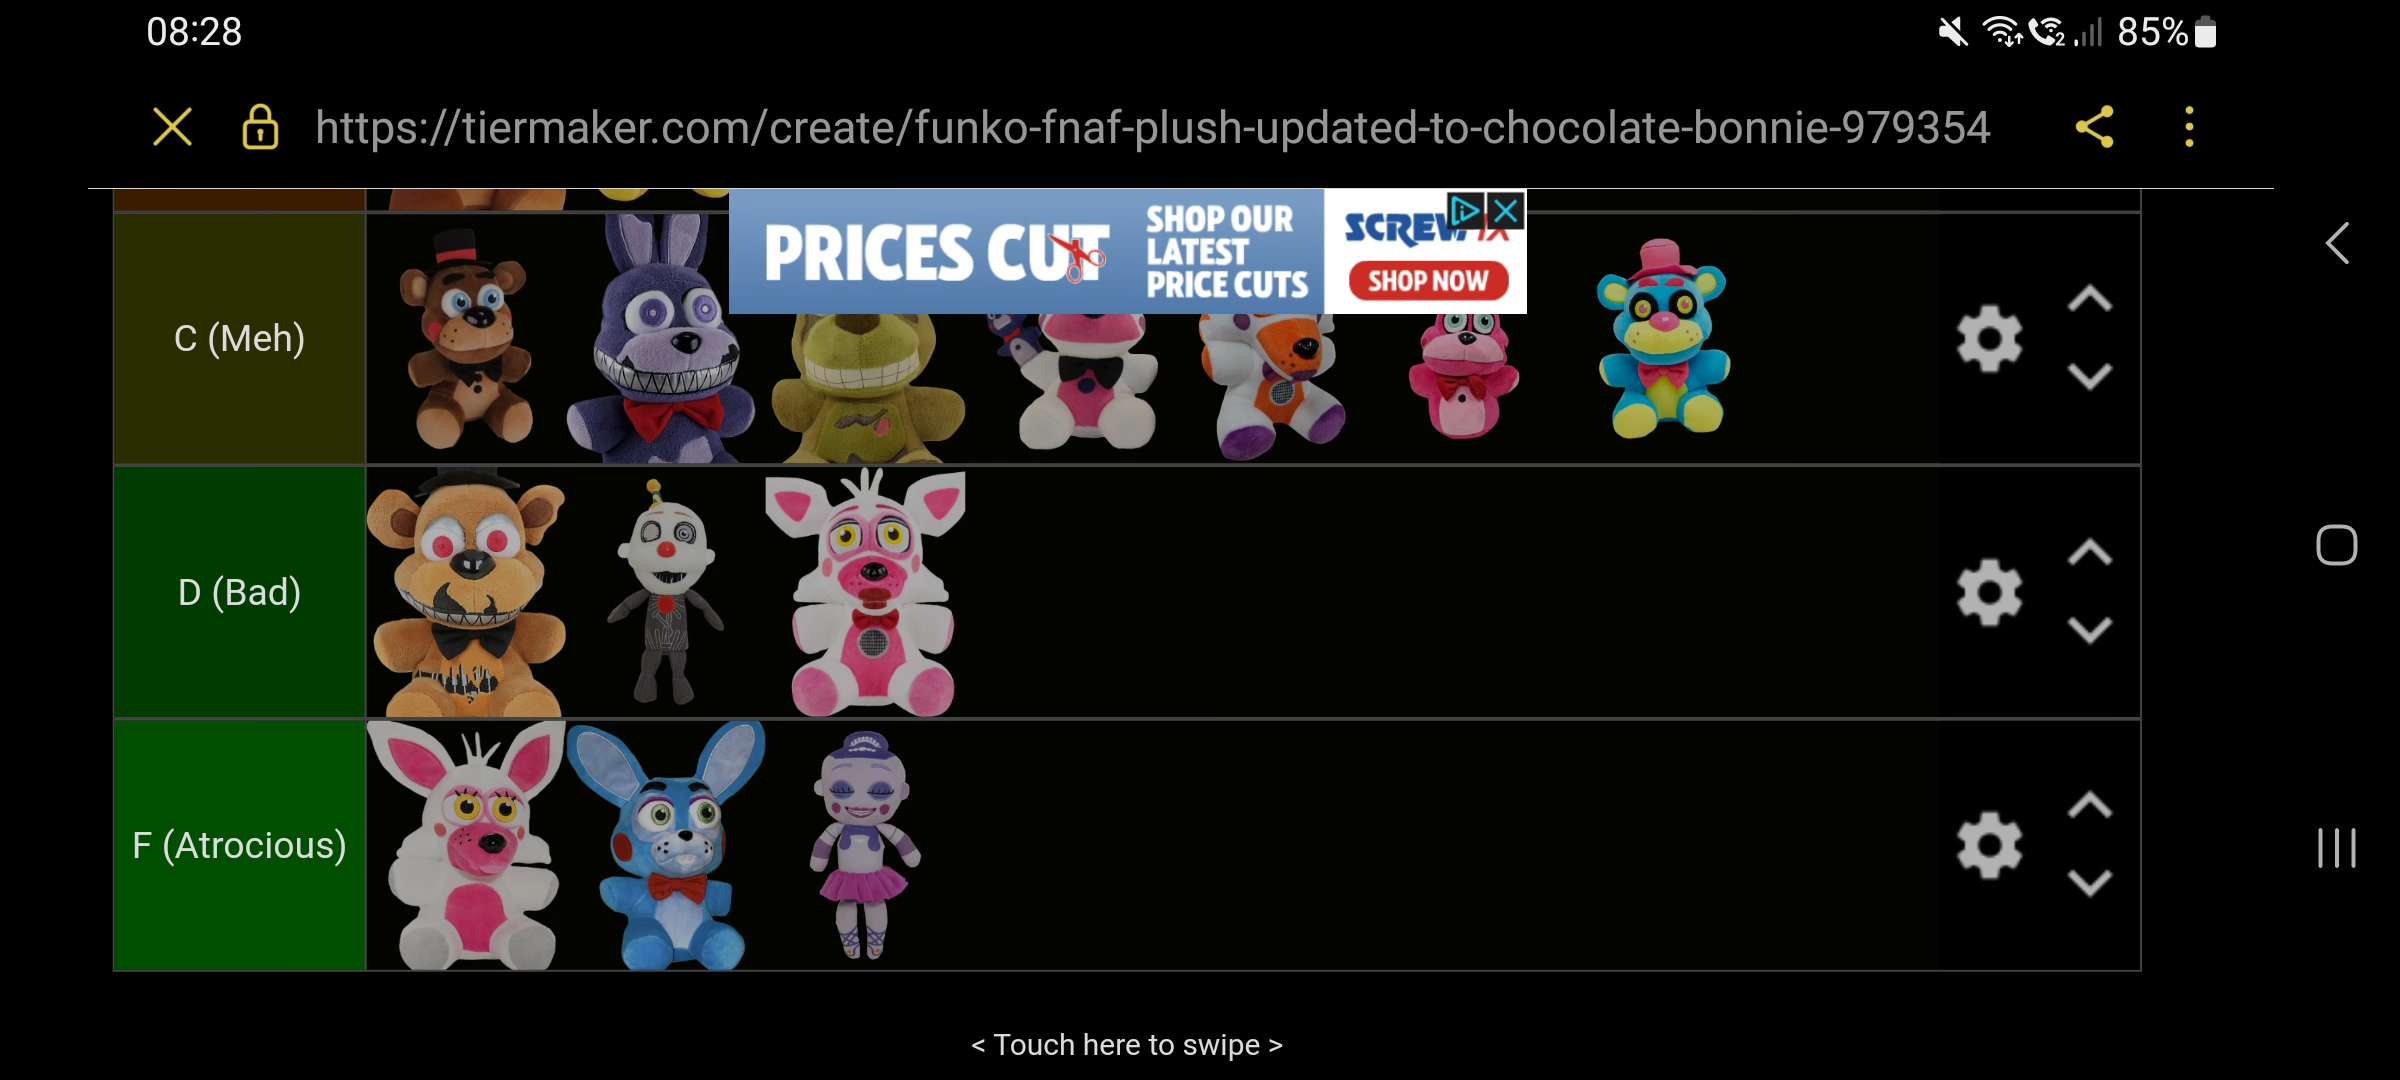 08:28
85%
https://tiermaker.com/create/funko-fnaf-plush-updated-to-chocolate-bonnie-979354
PRICES CUT
SHOP OUR
LATEST
PRICE CUTS
SHOP NOW
C (Meh)
D (Bad)
F (Atrocious)
< Touch here to swipe >